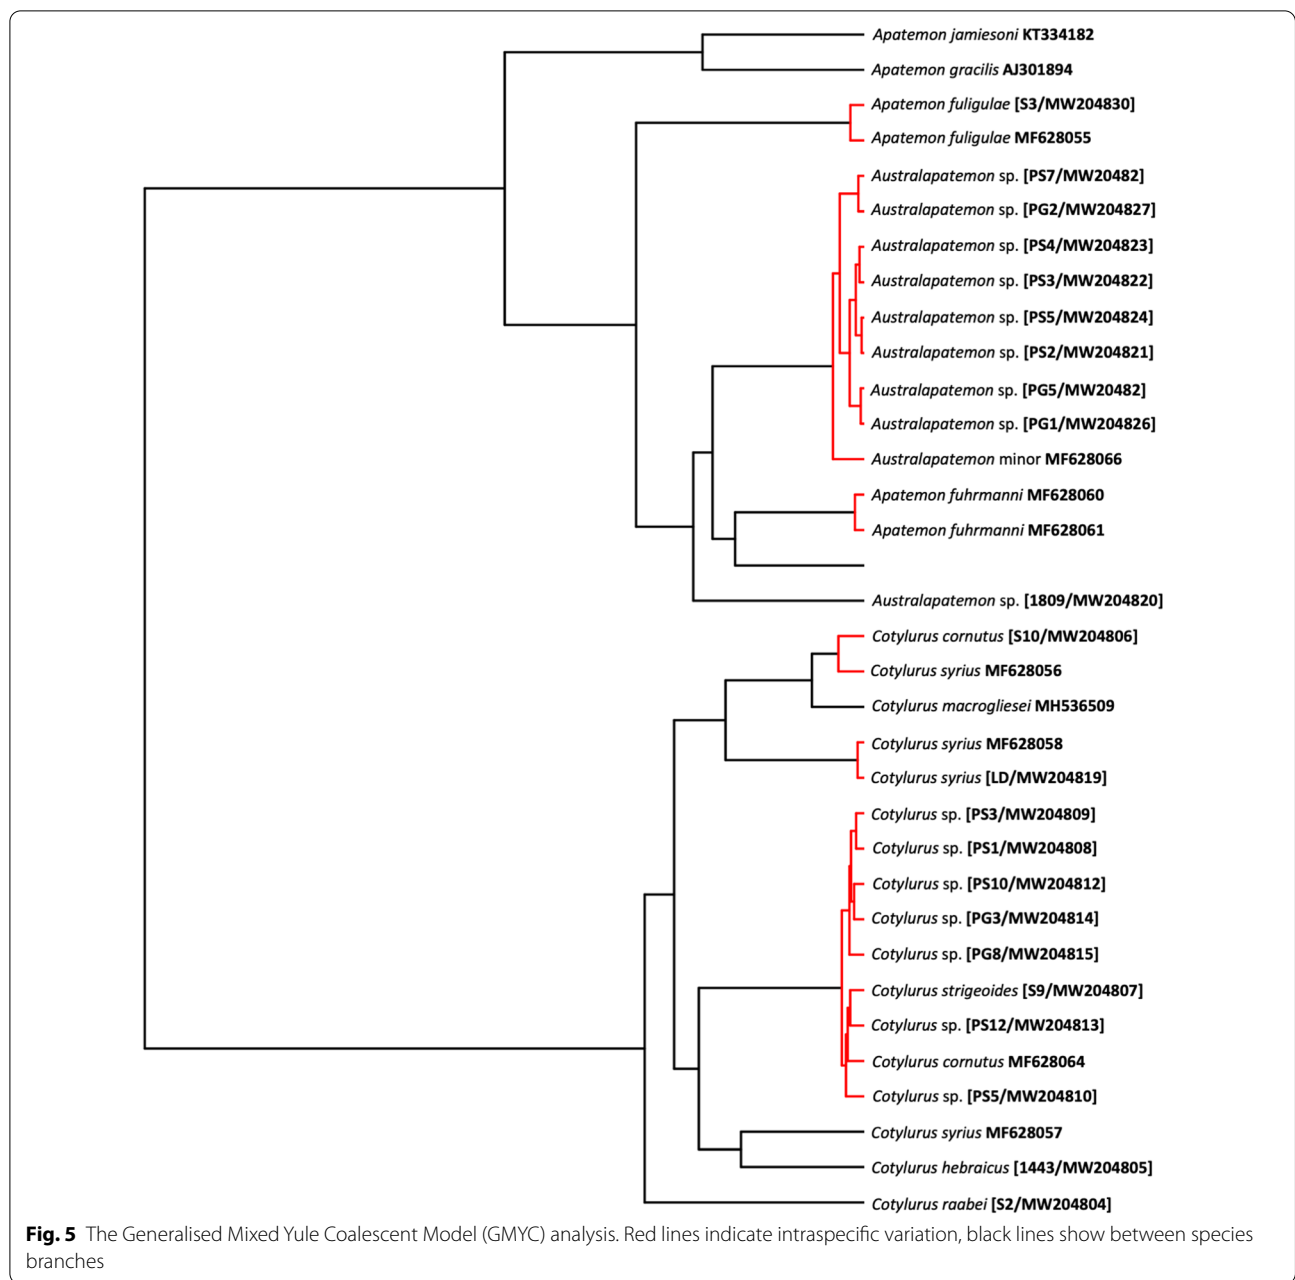 Apatemon jamiesoni KT334182
Apatemon gracilis AJ301894
Apatemon fuligulae [S3/MW204830]
Apatemon fuligulae MF628055
Australapatemon sp. [PS7/MW20482]
Australapatemon sp. [PG2/MW204827]
Australapatemon sp. [PS4/MW204823]
Australapatemon sp. [PS3/MW204822]
Australapatemon sp. [PS5/MW204824]
Australapatemon sp. [PS2/MW204821]
Australapatemon sp. [PG5/MW20482]
Australapatemon sp. [PG1/MW204826]
Australapatemon minor MF628066
Apatemon fuhrmanni MF628060
Apatemon fuhrmanni MF628061
Australapatemon sp. [1809/MW204820]
Cotylurus cornutus [S10/MW204806]
Cotylurus syrius MF628056
Cotylurus macrogliesei MH536509
Cotylurus syrius MF628058
Cotylurus syrius [LD/MW204819]
Cotylurus sp. [PS3/MW204809]
Cotylurus sp. [PS1/MW204808]
Cotylurus sp. [PS10/MW204812]
Cotylurus sp. [PG3/MW204814]
Cotylurus sp. [PG8/MW204815]
Cotylurus strigeoides [S9/MW204807]
Cotylurus sp. [PS12/MW204813]
Cotylurus cornutus MF628064
Cotylurus sp. [PS5/MW204810]
Cotylurus syrius MF628057
Cotylurus hebraicus [1443/MW204805]
Cotylurus raabei [S2/MW204804]
Fig. 5 The Generalised Mixed Yule Coalescent Model (GMYC) analysis. Red lines indicate intraspecific variation, black lines show between species
branches